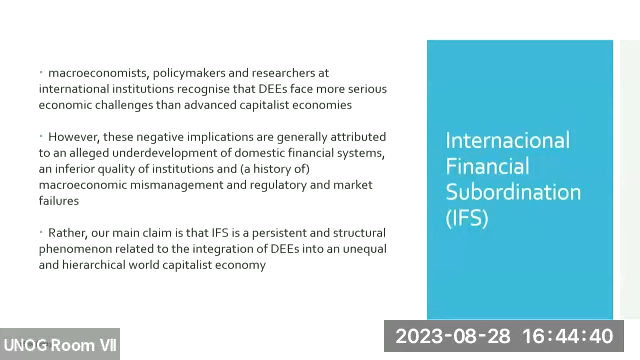 • macroeconomists, policymakers and researchers at
international institutions recognise that DEEs face more serious
economic challenges than advanced capitalist economies
• However, these negative implications are generally attributed
to an alleged underdevelopment of domestic financial systems,
an inferior quality of institutions and (a history of)
macroeconomic mismanagement and regulatory and market
failures
• Rather, our main claim is that IFS is a persistent and structural
phenomenon related to the integration of DEEs into an unequal
and hierarchical world capitalist economy
Internacional
Financial
Subordination
(IFS)
UNOG Room VII
2023-08-28 16:44:40